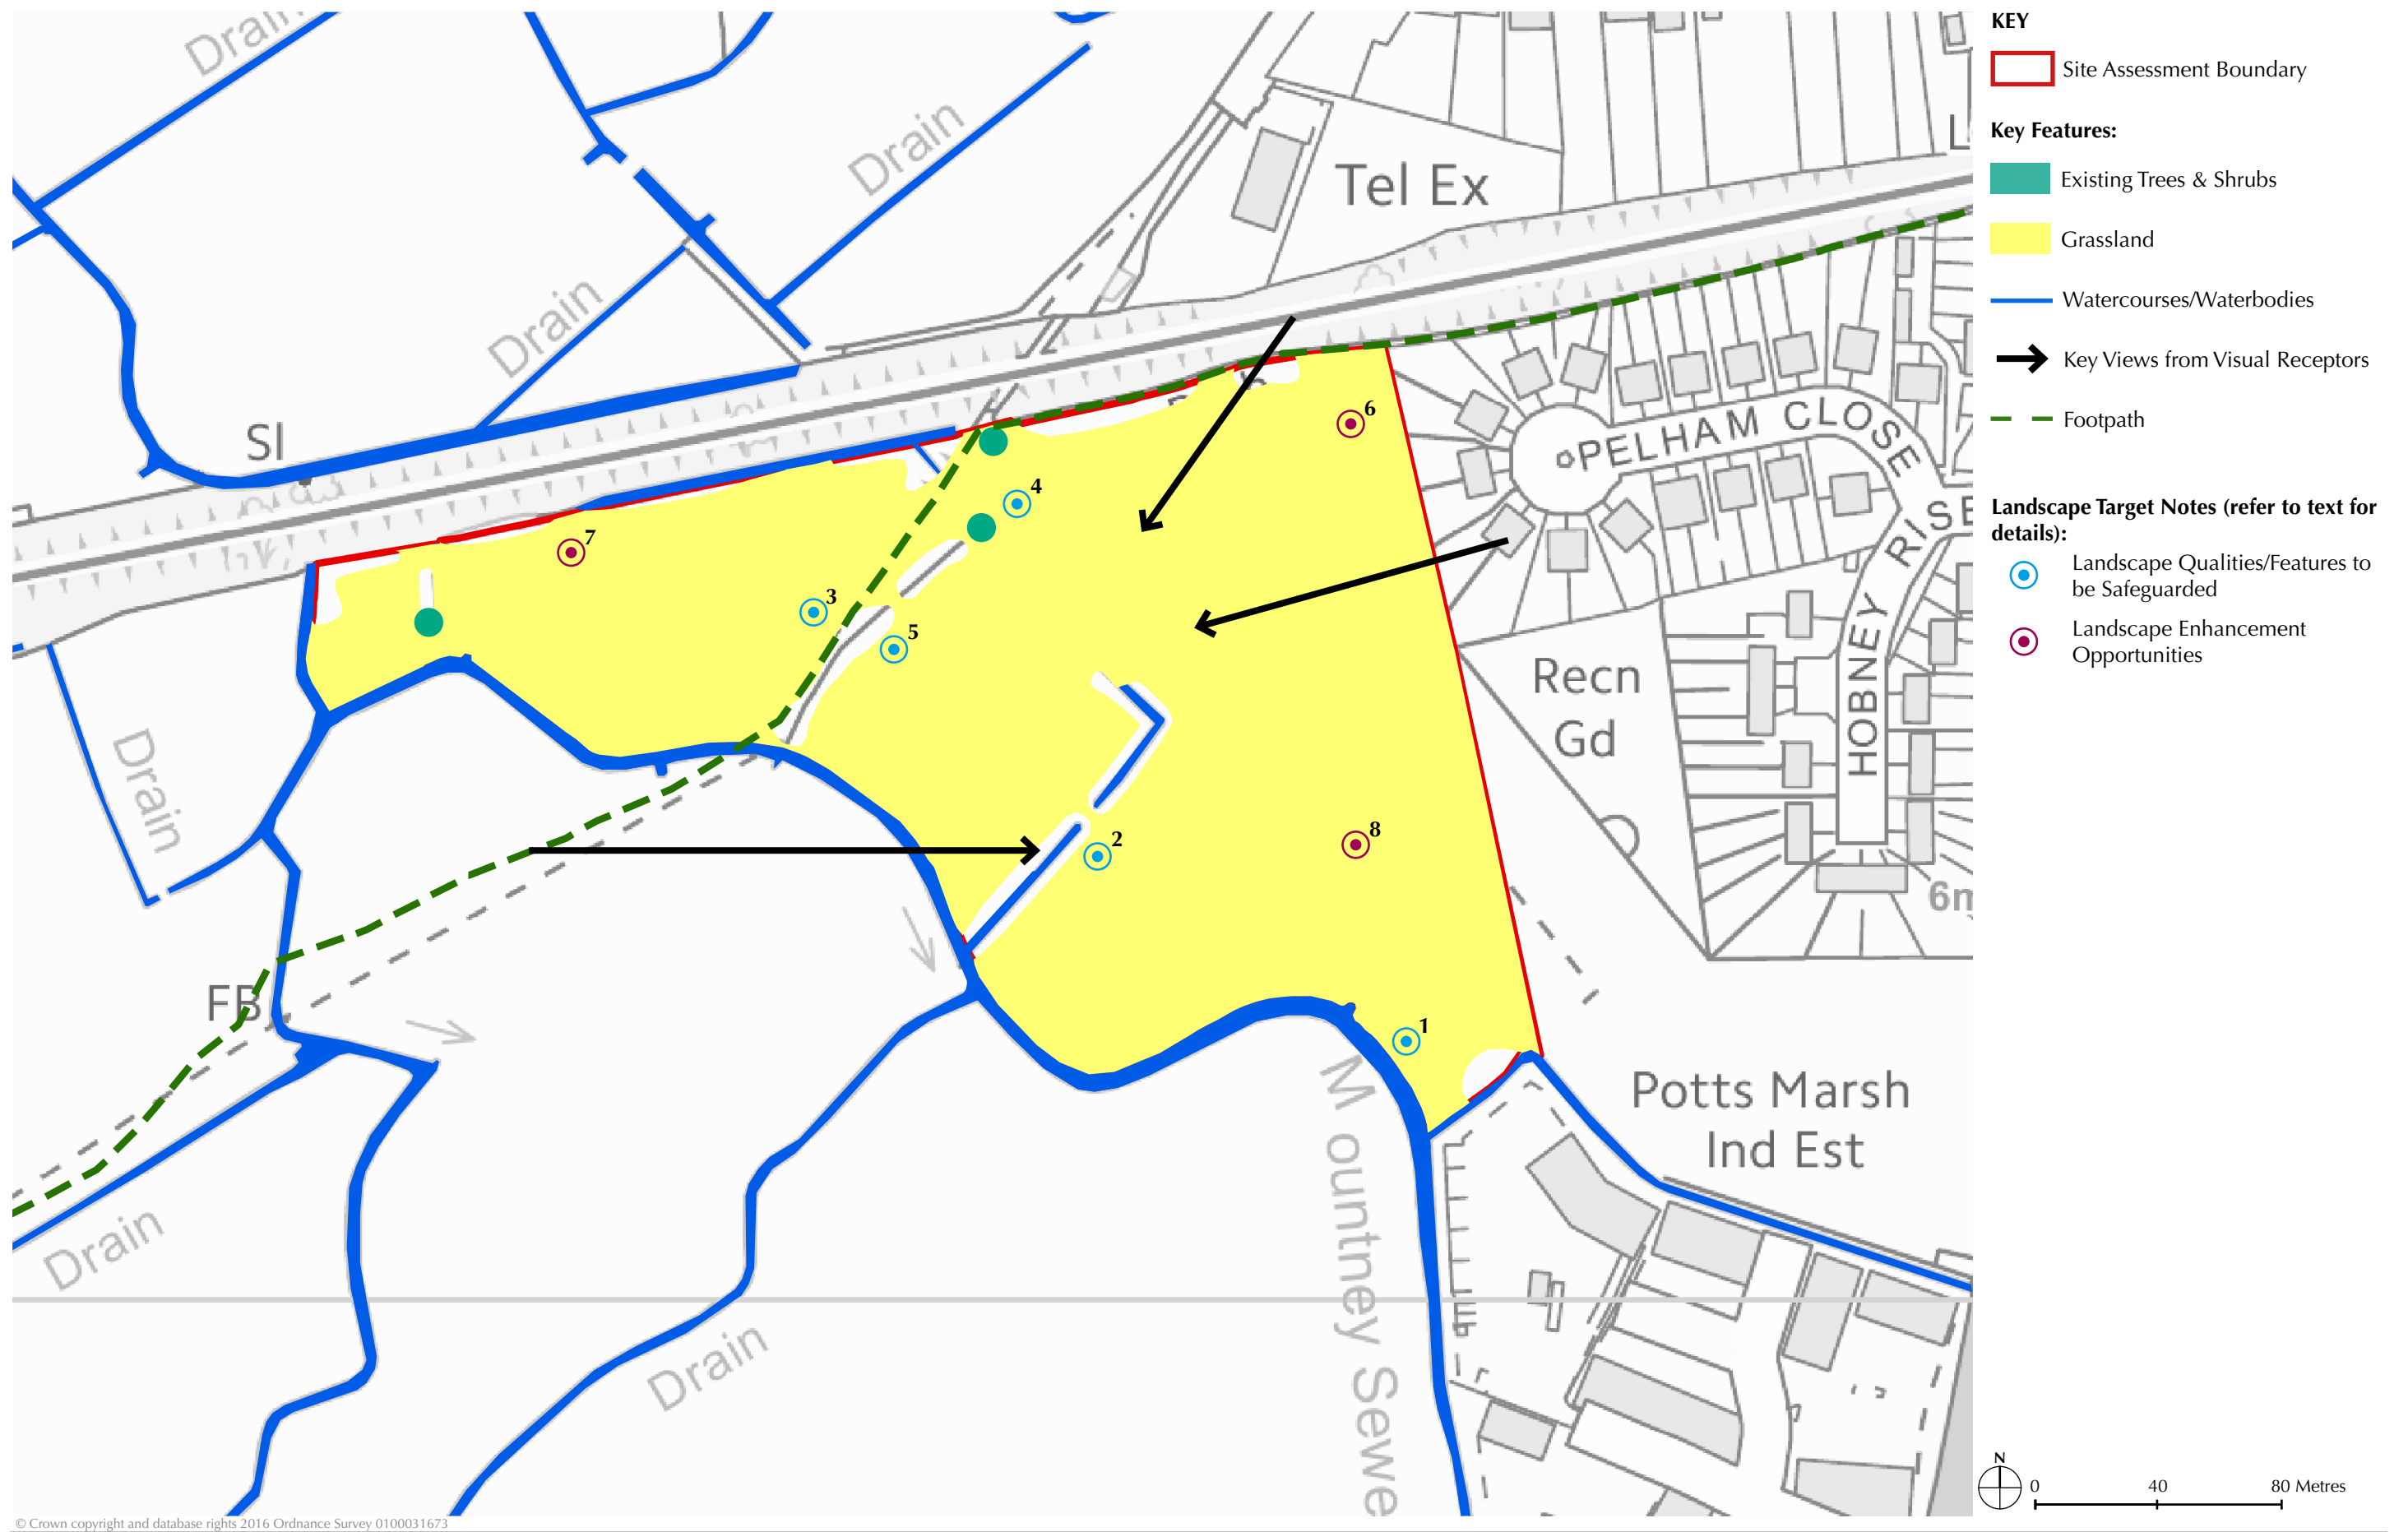 Drain
Drain
Drain
Tel Ex
SI
PELHAM CLOSE
HOBNEY RISE
Recn
Gd
6
4
7
3
5
2
8
1
Drain
FB
6m
Potts Marsh
Ind Est
Drain
Drain
Mountney Sewe
© Crown copyright and database rights 2016 Ordnance Survey 0100031673
KEY
Site Assessment Boundary
Key Features:
Existing Trees & Shrubs
Grassland
Watercourses/Waterbodies
Key Views from Visual Receptors
Footpath
Landscape Target Notes (refer to text for
details):
Landscape Qualities/Features to
be Safeguarded
Landscape Enhancement
Opportunities
N
0 40 80 Metres